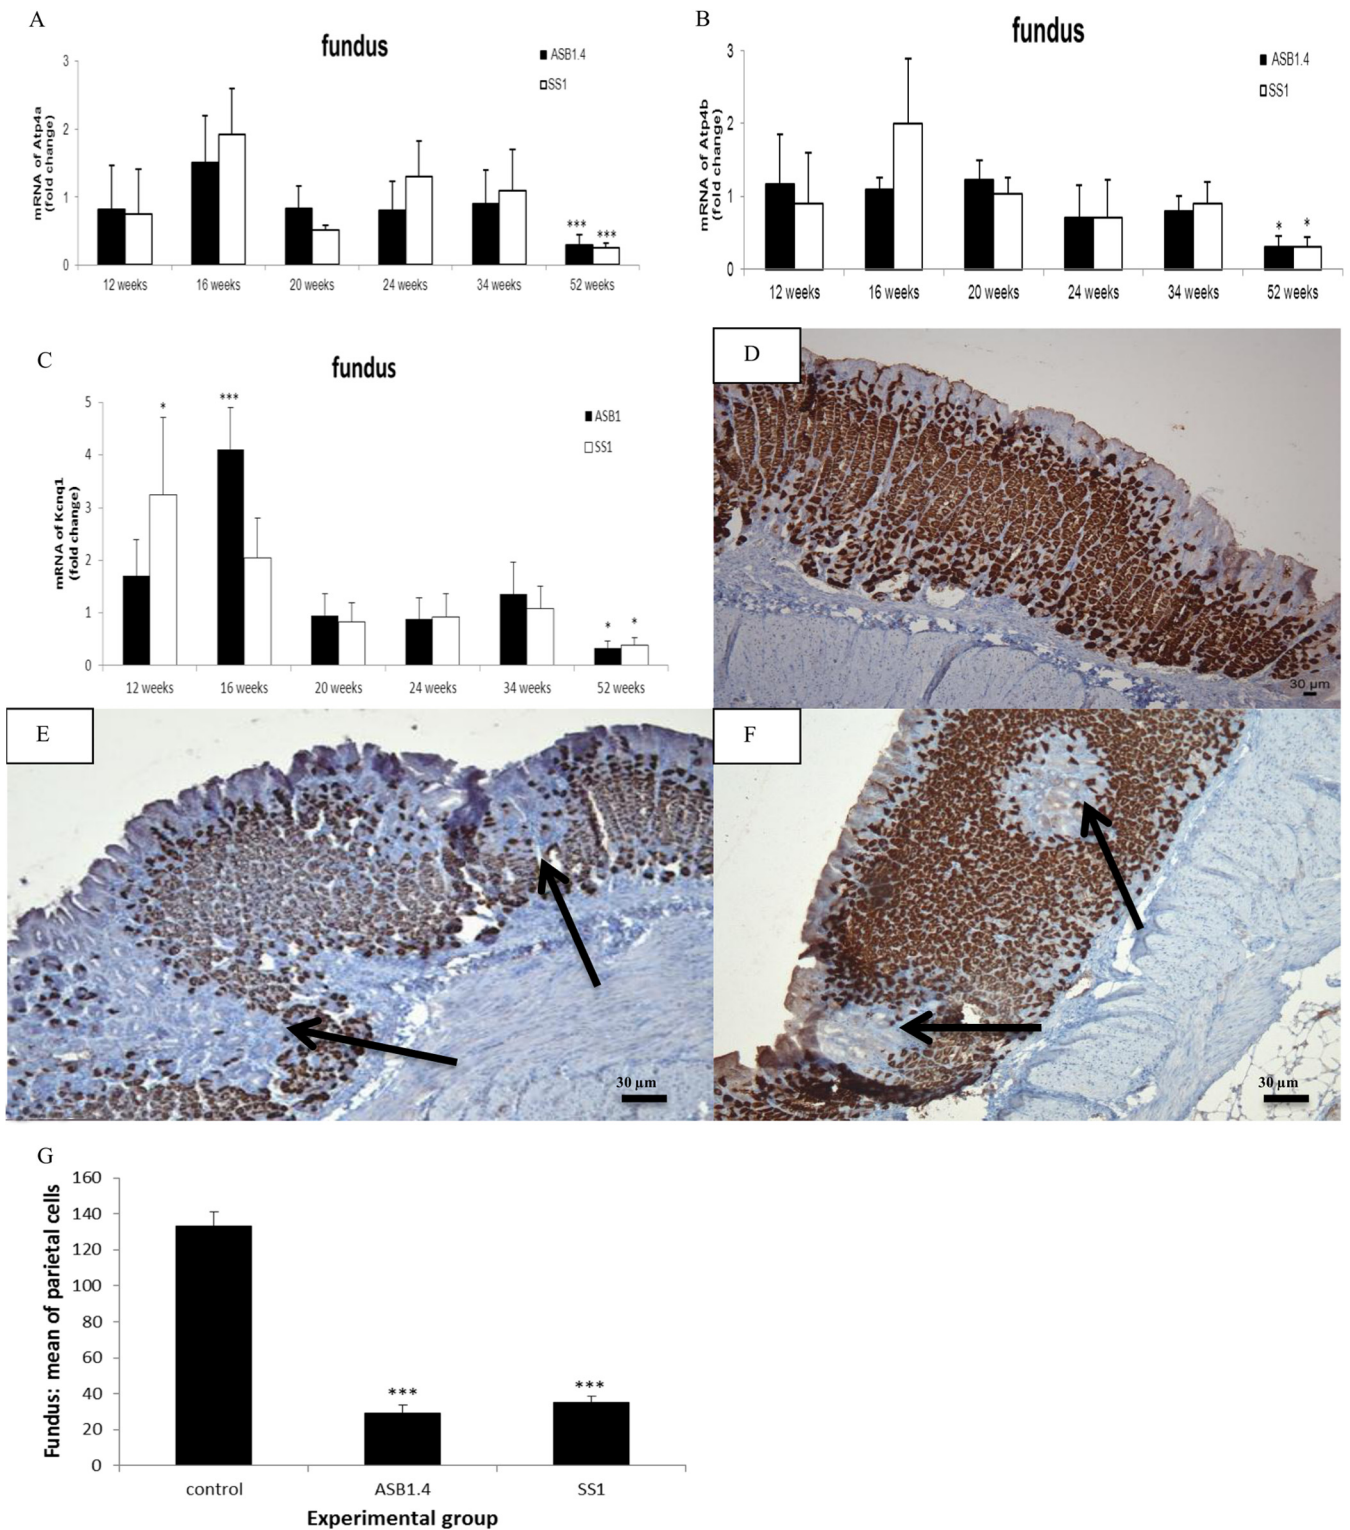 A
fundus
ASB1.4
SS1
mRNA of Atp4a
(fold change)
3
2
1
0
*** ***
12 weeks 16 weeks 20 weeks 24 weeks 34 weeks 52 weeks
B
fundus
ASB1.4
SS1
mRNA of Atp4b
(fold change)
3
2
1
0
* *
12 weeks 16 weeks 20 weeks 24 weeks 34 weeks 52 weeks
C
fundus
ASB1
SS1
mRNA of Kcnq1
(fold change)
5
4
3
2
1
0
* *** * *
12 weeks 16 weeks 20 weeks 24 weeks 34 weeks 52 weeks
D
30 µm
E
30 µm
F
30 µm
G
Fundus: mean of parietal cells
160
140
120
100
80
60
40
20
0
*** ***
control ASB1.4 SS1
Experimental group